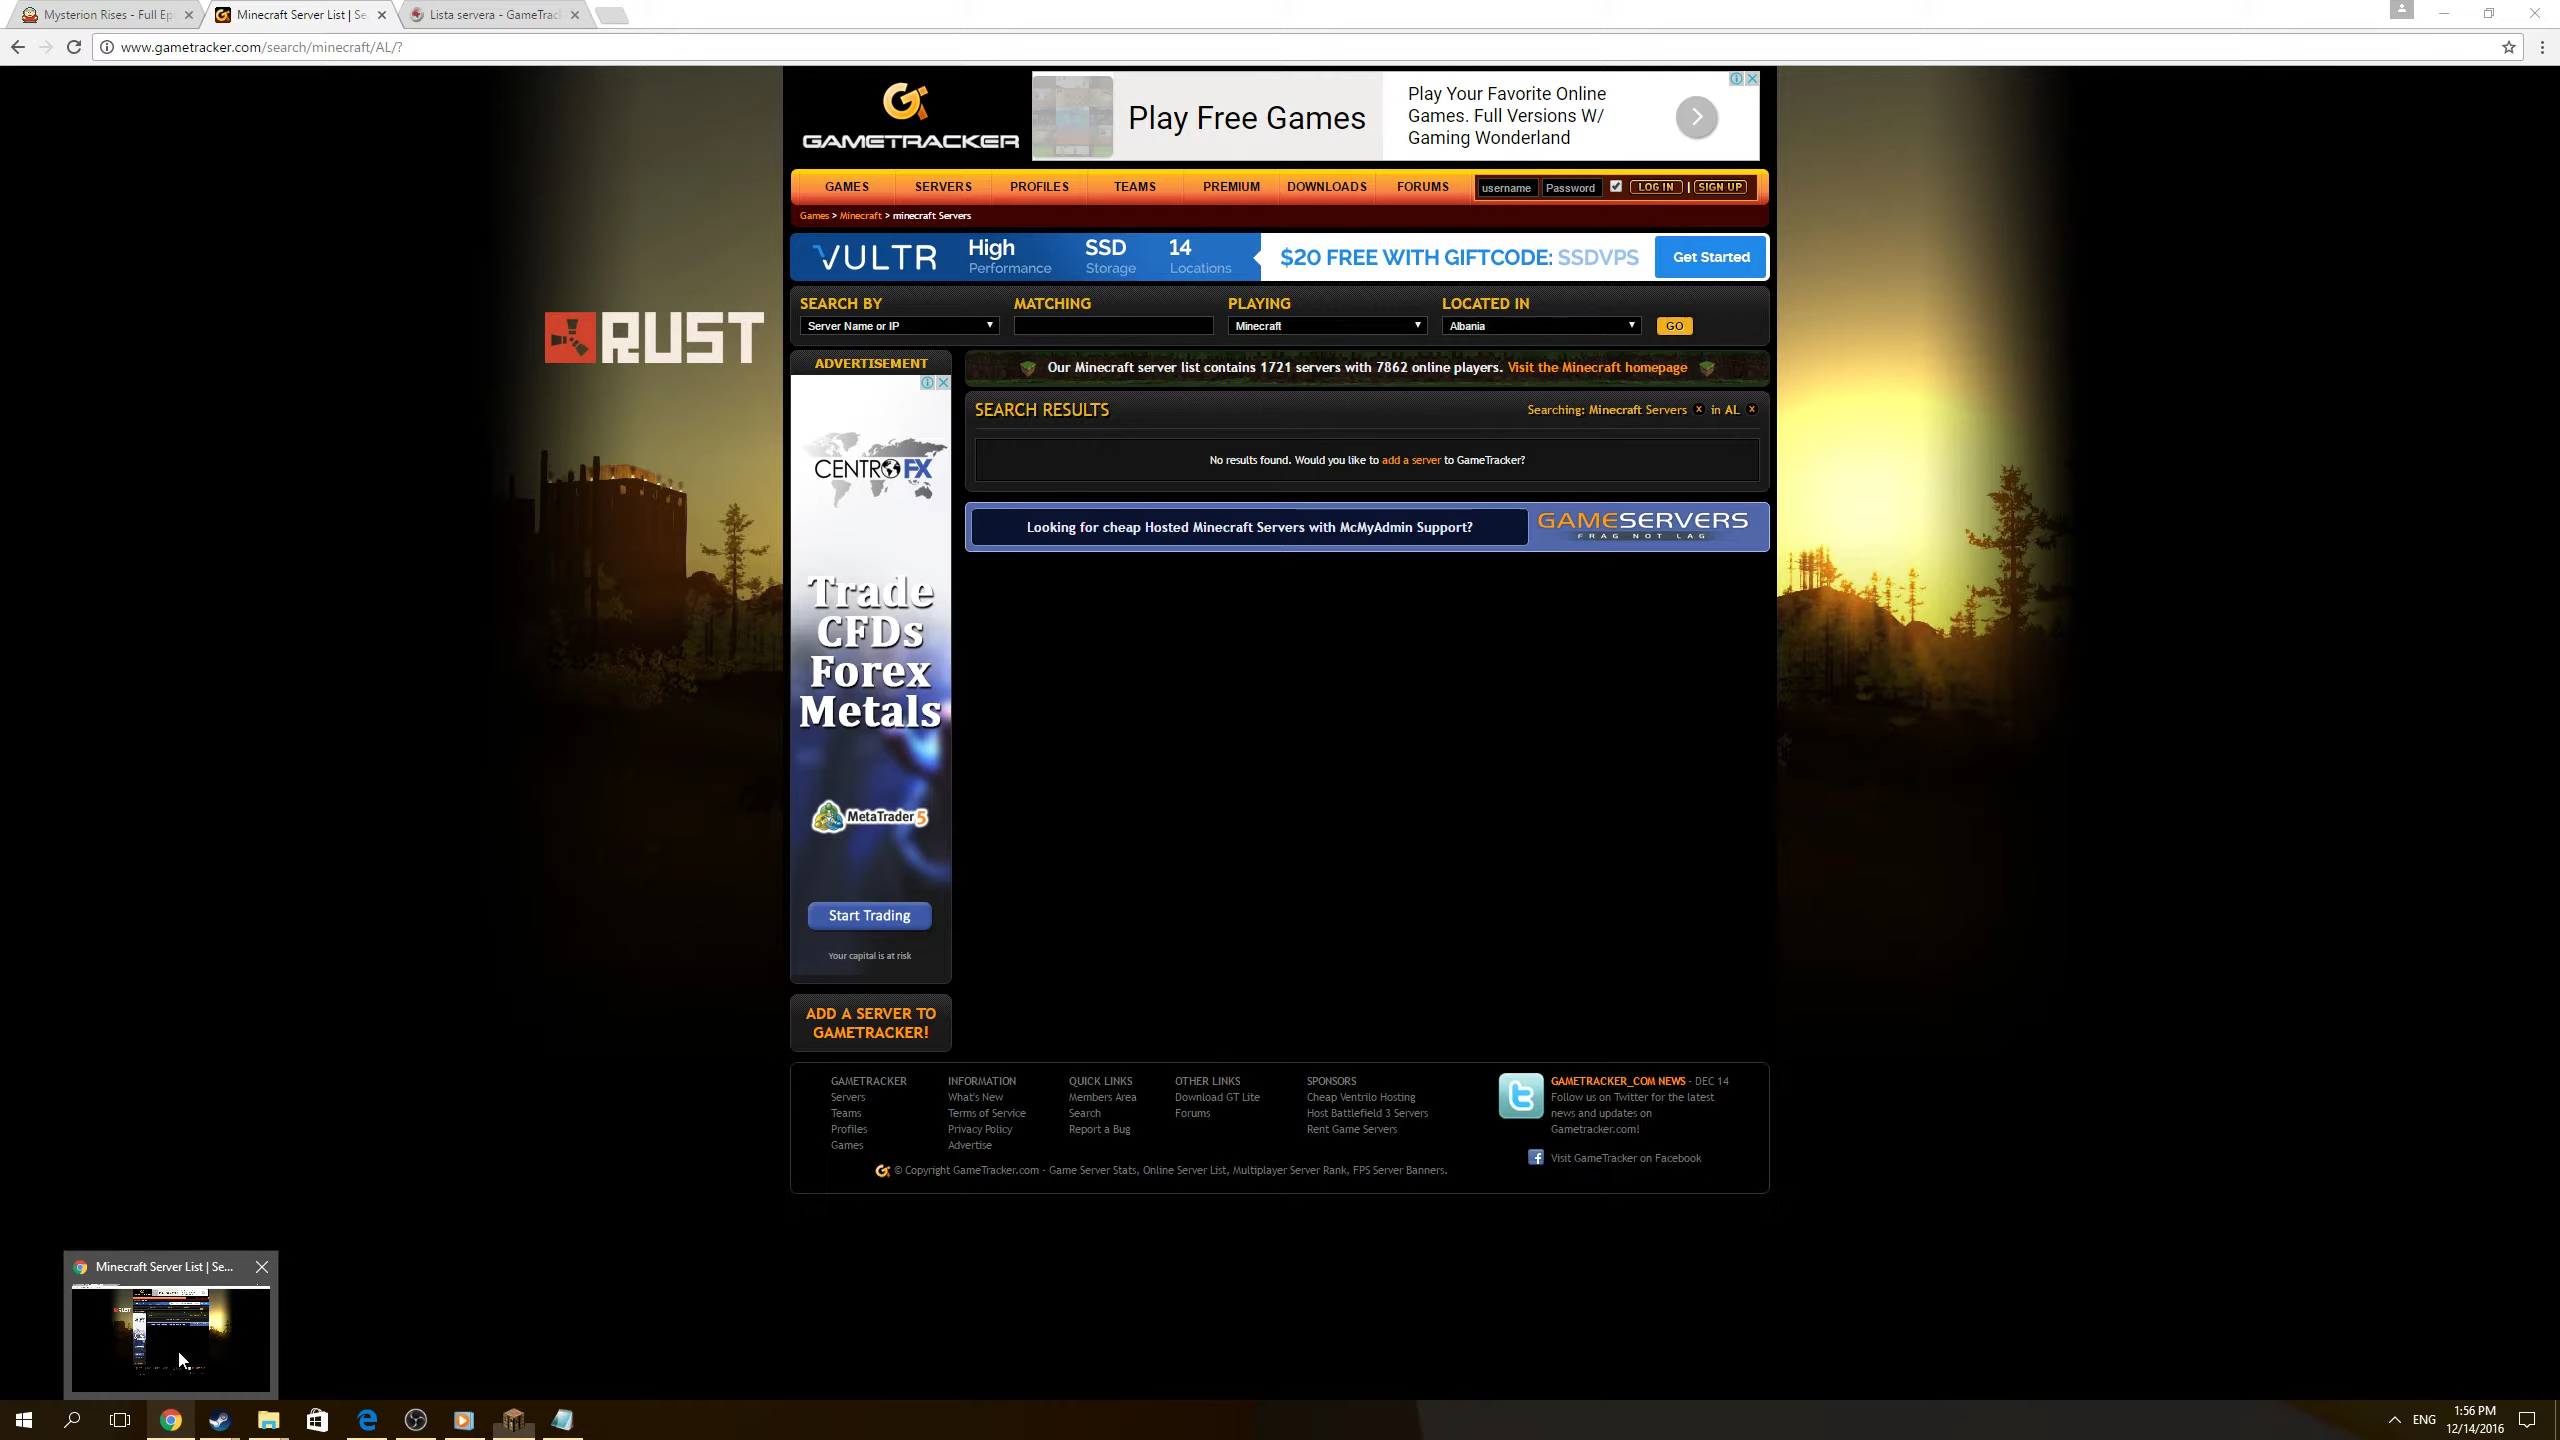 Mysterion Rises - Full Ep
Minecraft Server List | Se
Lista servera - GameTrac
www.gametracker.com/search/minecraft/AL/?
GAMETRACKER
Play Free Games
Play Your Favorite Online
Games. Full Versions W/
Gaming Wonderland
GAMES SERVERS PROFILES TEAMS PREMIUM DOWNLOADS FORUMS username Password LOG IN | SIGN UP
Games > Minecraft > minecraft Servers
VULTR High Performance SSD Storage 14 Locations $20 FREE WITH GIFTCODE: SSDVPS Get Started
SEARCH BY MATCHING PLAYING LOCATED IN
Server Name or IP Minecraft Albania GO
RUST
ADVERTISEMENT
Our Minecraft server list contains 1721 servers with 7862 online players. Visit the Minecraft homepage
SEARCH RESULTS
Searching: Minecraft Servers x in AL x
No results found. Would you like to add a server to GameTracker?
Looking for cheap Hosted Minecraft Servers with McMyAdmin Support?
GAMESERVERS
FRAG NOT LAG
CENTROFX
Trade
CFDs
Forex
Metals
MetaTrader 5
Start Trading
Your capital is at risk
ADD A SERVER TO
GAMETRACKER!
GAMETRACKER
Servers
Teams
Profiles
Games
INFORMATION
What's New
Terms of Service
Privacy Policy
Advertise
QUICK LINKS
Members Area
Search
Report a Bug
OTHER LINKS
Download GT Lite
Forums
SPONSORS
Cheap Ventrilo Hosting
Host Battlefield 3 Servers
Rent Game Servers
GAMETRACKER_COM NEWS - DEC 14
Follow us on Twitter for the latest
news and updates on
Gametracker.com!
Visit GameTracker on Facebook
© Copyright GameTracker.com - Game Server Stats, Online Server List, Multiplayer Server Rank, FPS Server Banners.
Minecraft Server List | Se...
ENG
1:56 PM
12/14/2016